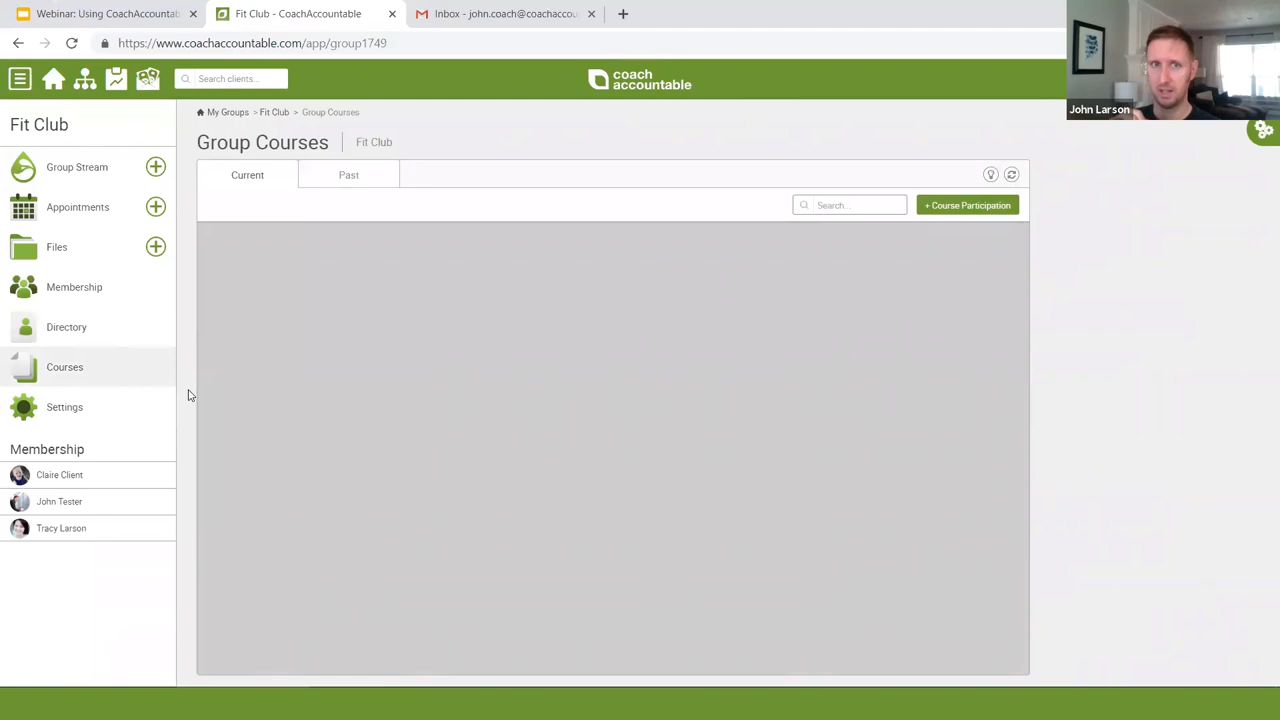 Webinar: Using CoachAccountab
Fit Club - CoachAccountable
Inbox - john.coach@coachaccou
https://www.coachaccountable.com/app/group1749
Search clients...
coach
accountable
John Larson
Fit Club
My Groups > Fit Club > Group Courses
Group Courses
Fit Club
Group Stream
Current
Past
Appointments
Search...
+ Course Participation
Files
Membership
Directory
Courses
Settings
Membership
Claire Client
John Tester
Tracy Larson